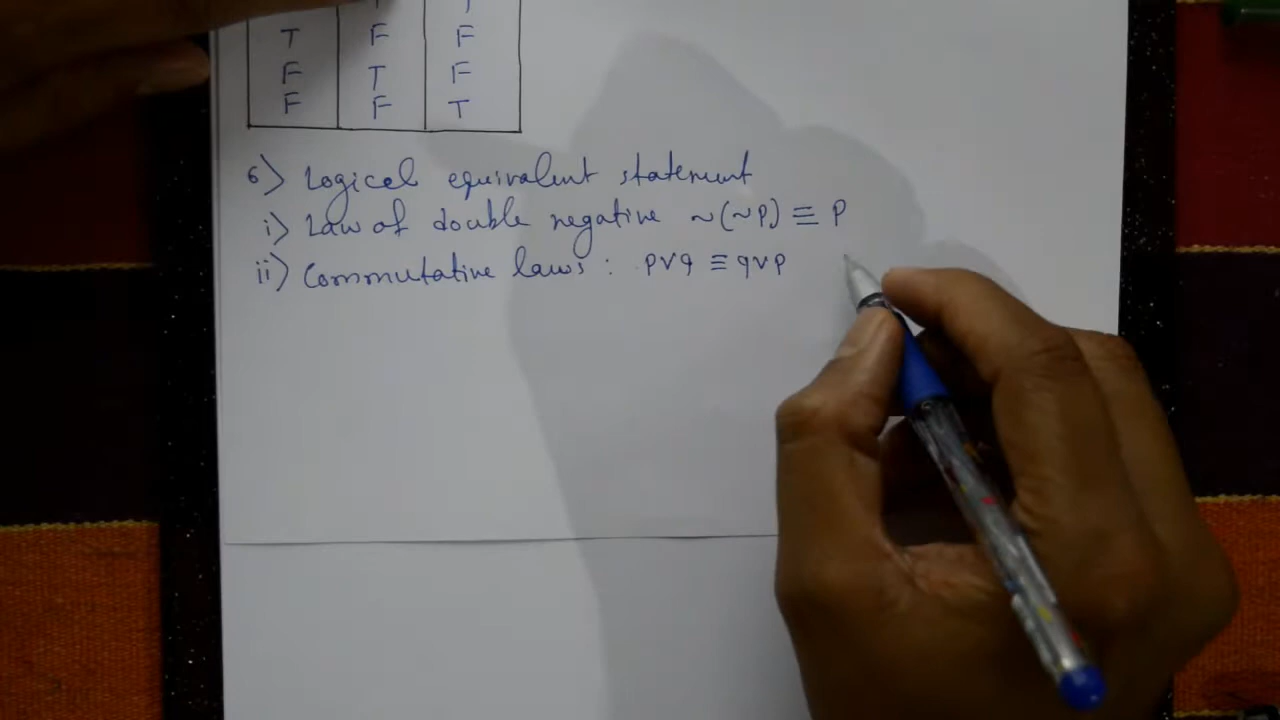 T F F
F T F
F F T
6) Logical equivalent statement
i) Law of double negative ~(~p) ≡ p
ii) Commutative laws : p∨q ≡ q∨p